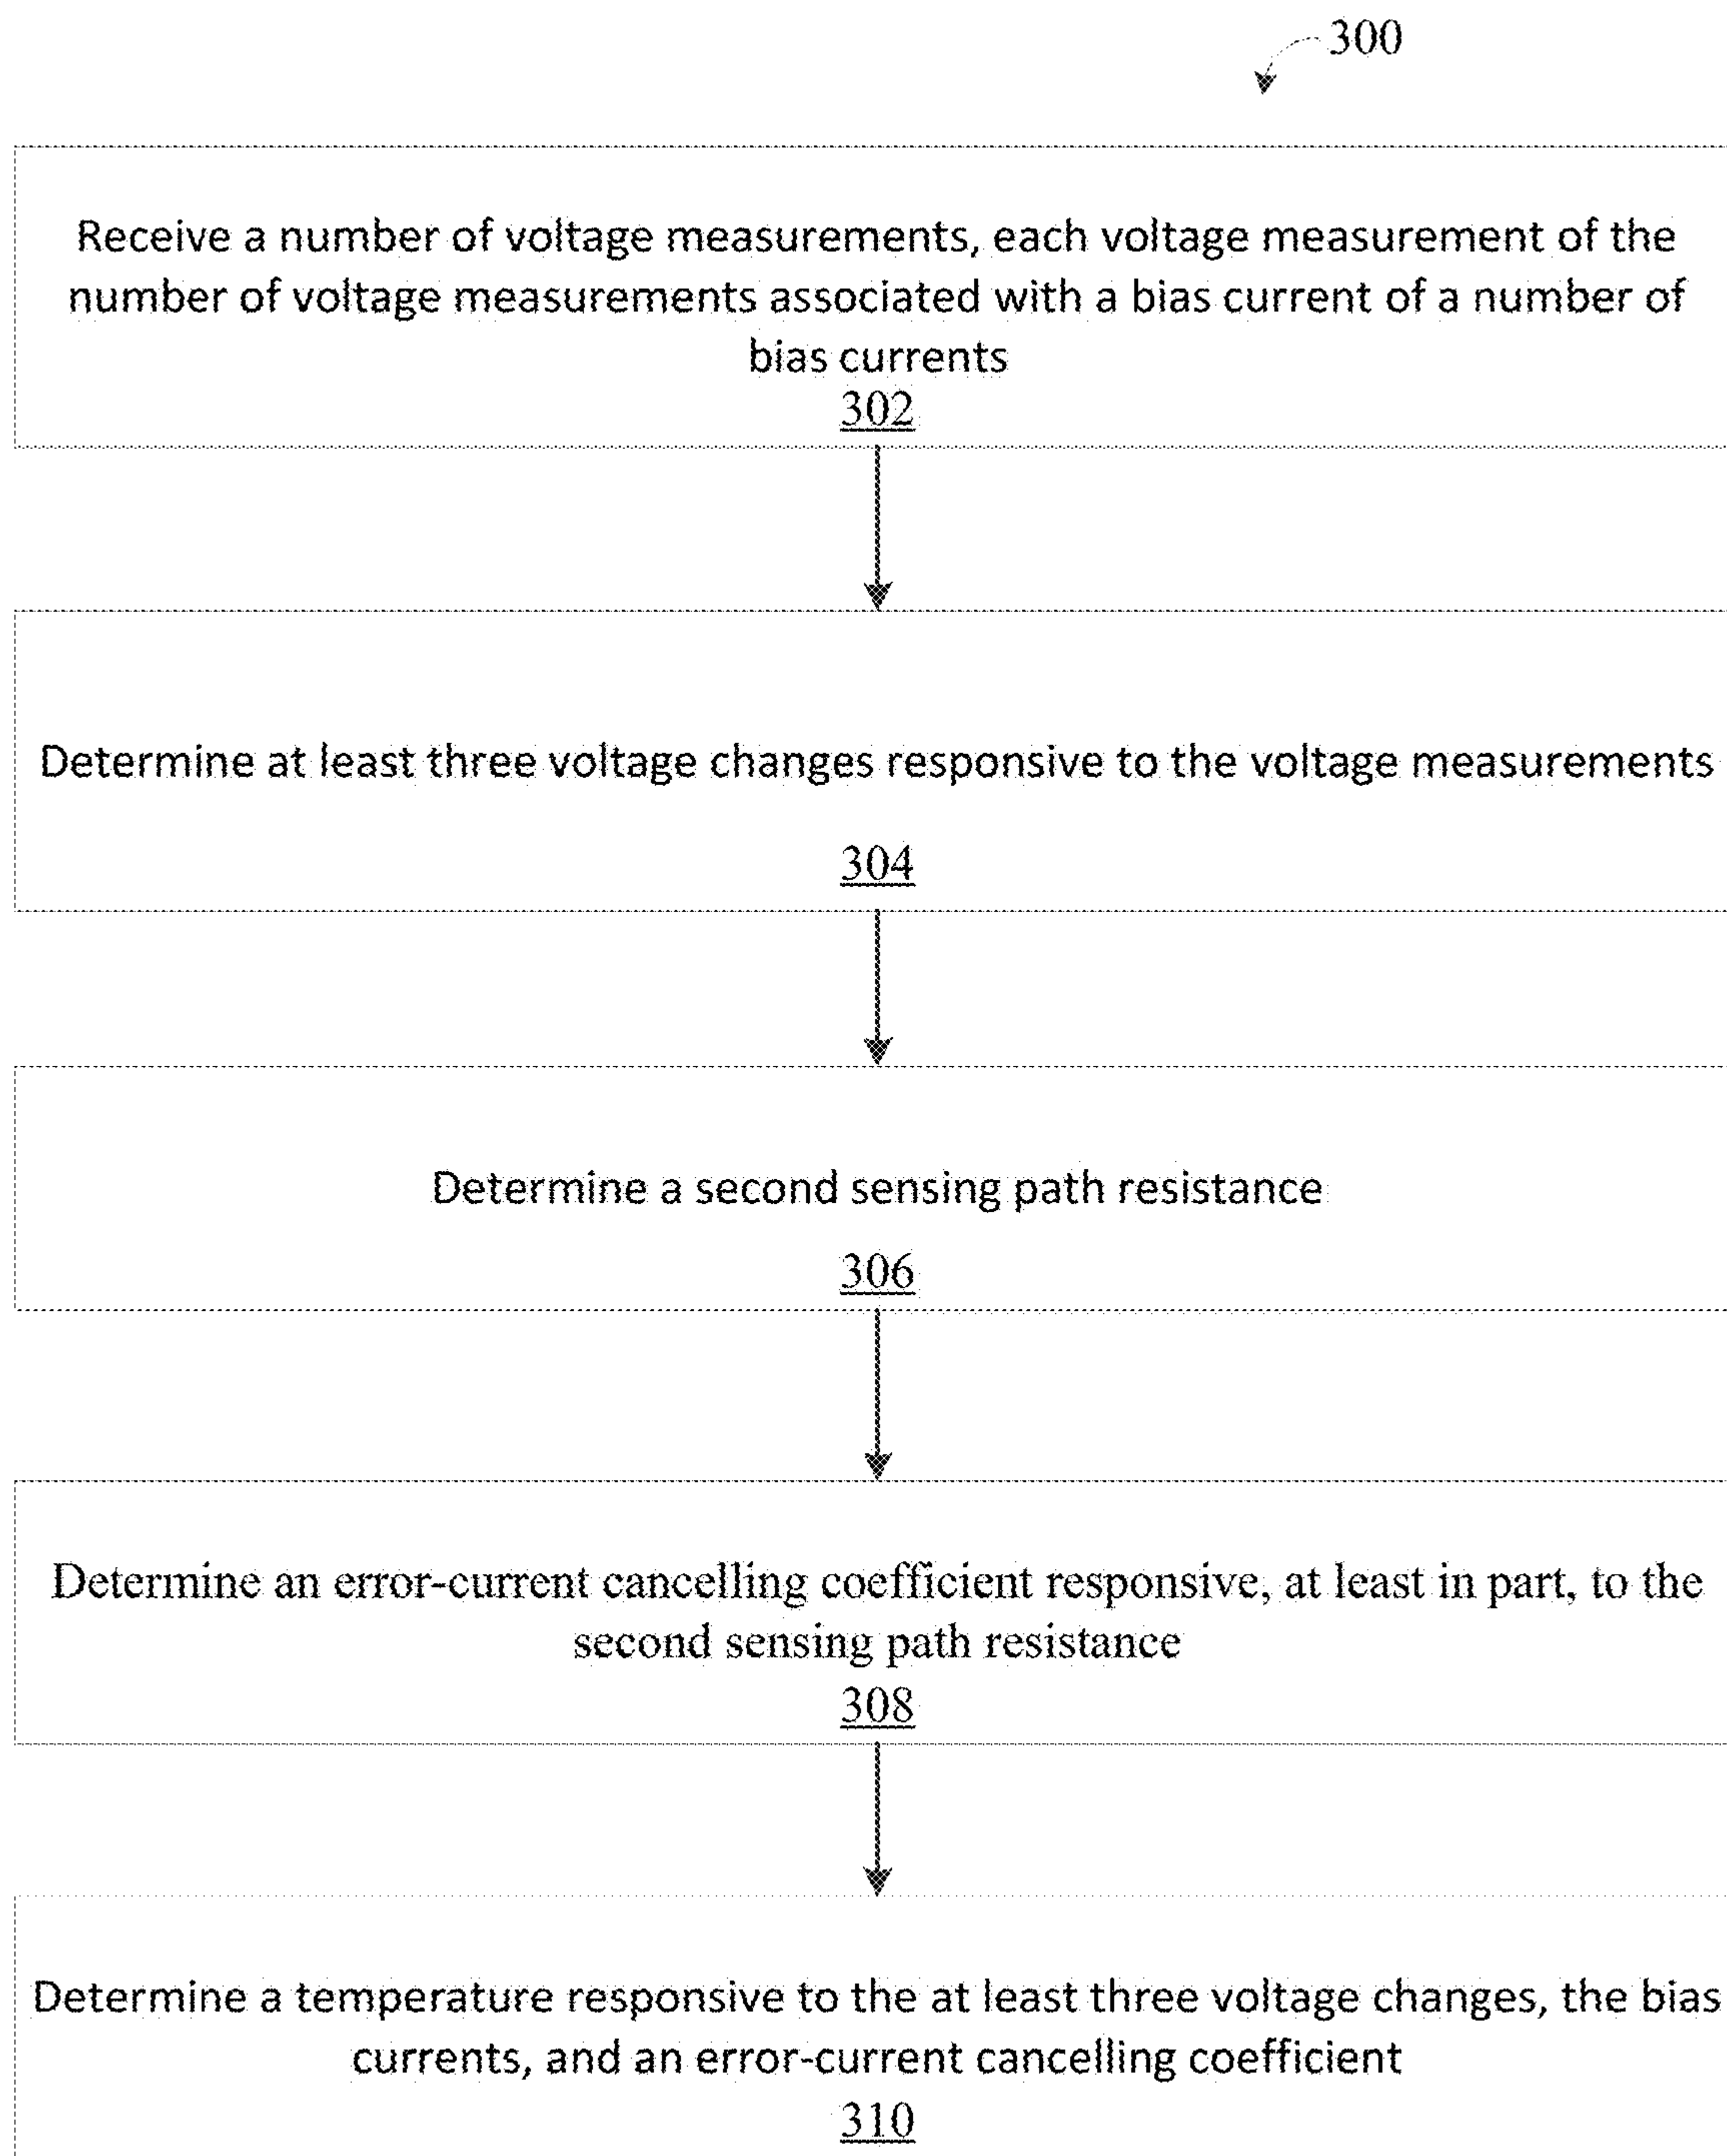 300
Receive a number of voltage measurements, each voltage measurement of the
number of voltage measurements associated with a bias current of a number of
bias currents
302
Determine at least three voltage changes responsive to the voltage measurements
304
Determine a second sensing path resistance
306
Determine an error-current cancelling coefficient responsive, at least in part, to the
second sensing path resistance
308
Determine a temperature responsive to the at least three voltage changes, the bias
currents, and an error-current cancelling coefficient
310